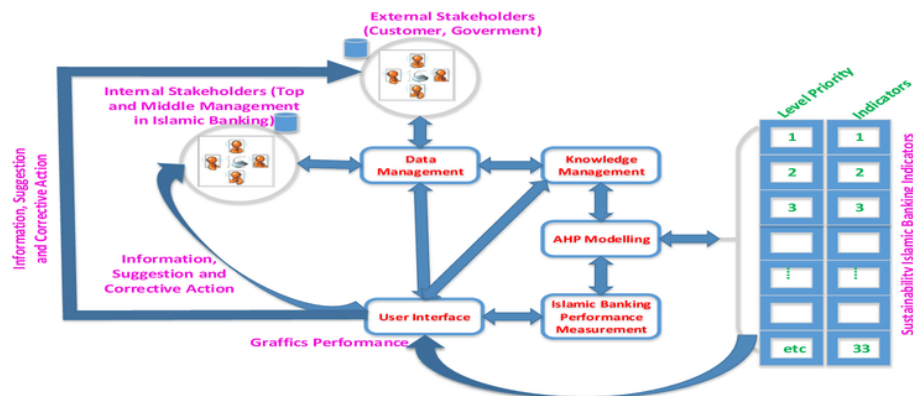 External Stakeholders
(Customer, Goverment)
Internal Stakeholders (Top
and Middle Management
in Islamic Banking)
Data
Management
Knowledge
Management
AHP Modelling
Islamic Banking
Performance
Measurement
User Interface
Graffics Performance
Information,
Suggestion and
Corrective Action
Information, Suggestion
and Corrective Action
Level Priority
Indicators
1 1
2 2
3 3
⋮ ⋮
etc 33
Sustainability Islamic Banking Indicators